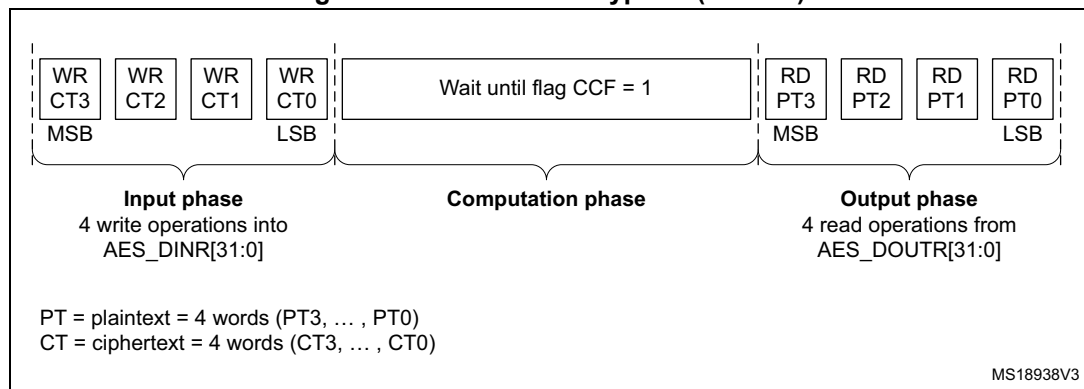 WR CT3 WR CT2 WR CT1 WR CT0
Wait until flag CCF = 1
RD PT3 RD PT2 RD PT1 RD PT0
MSB LSB MSB LSB
Input phase
4 write operations into
AES_DINR[31:0]
Computation phase
Output phase
4 read operations from
AES_DOUTR[31:0]
PT = plaintext = 4 words (PT3, … , PT0)
CT = ciphertext = 4 words (CT3, … , CT0)
MS18938V3